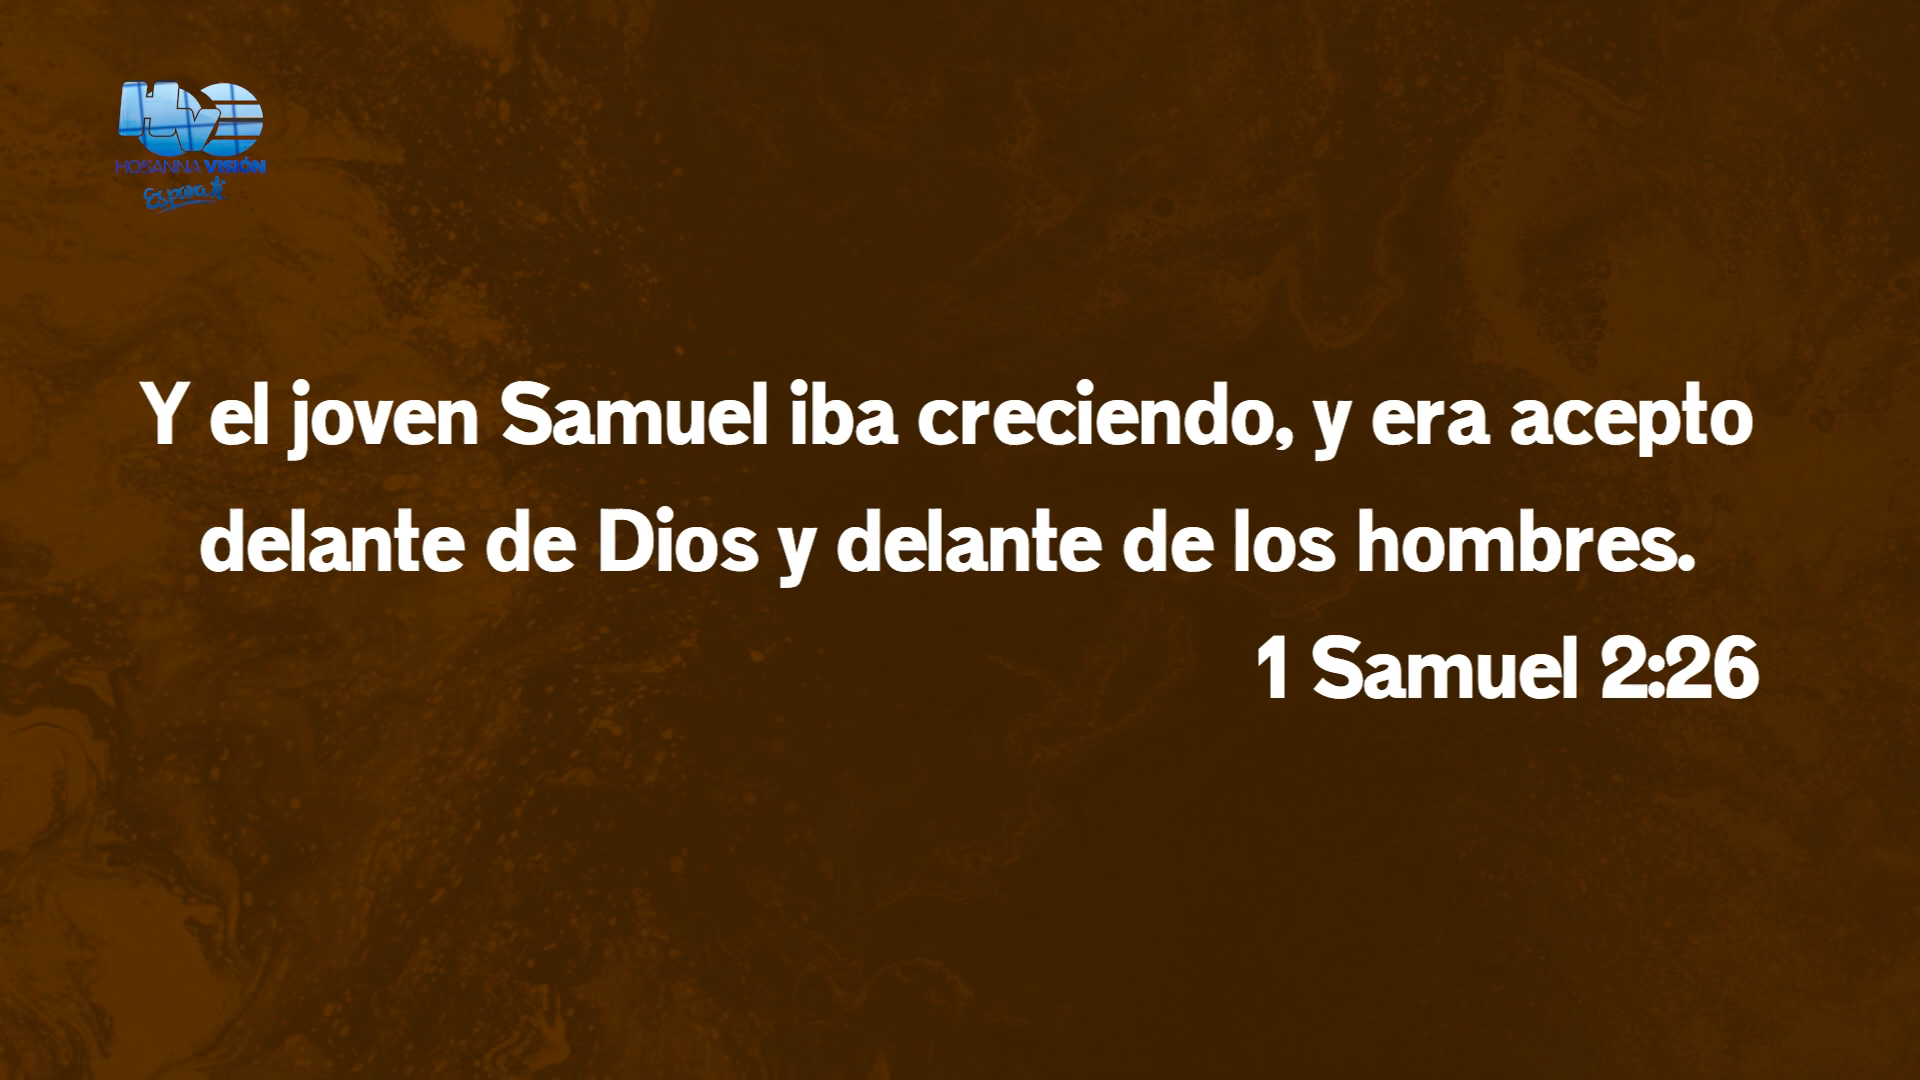 HOSANNA VISIÓN
Es para ti
Y el joven Samuel iba creciendo, y era acepto
delante de Dios y delante de los hombres.
1 Samuel 2:26